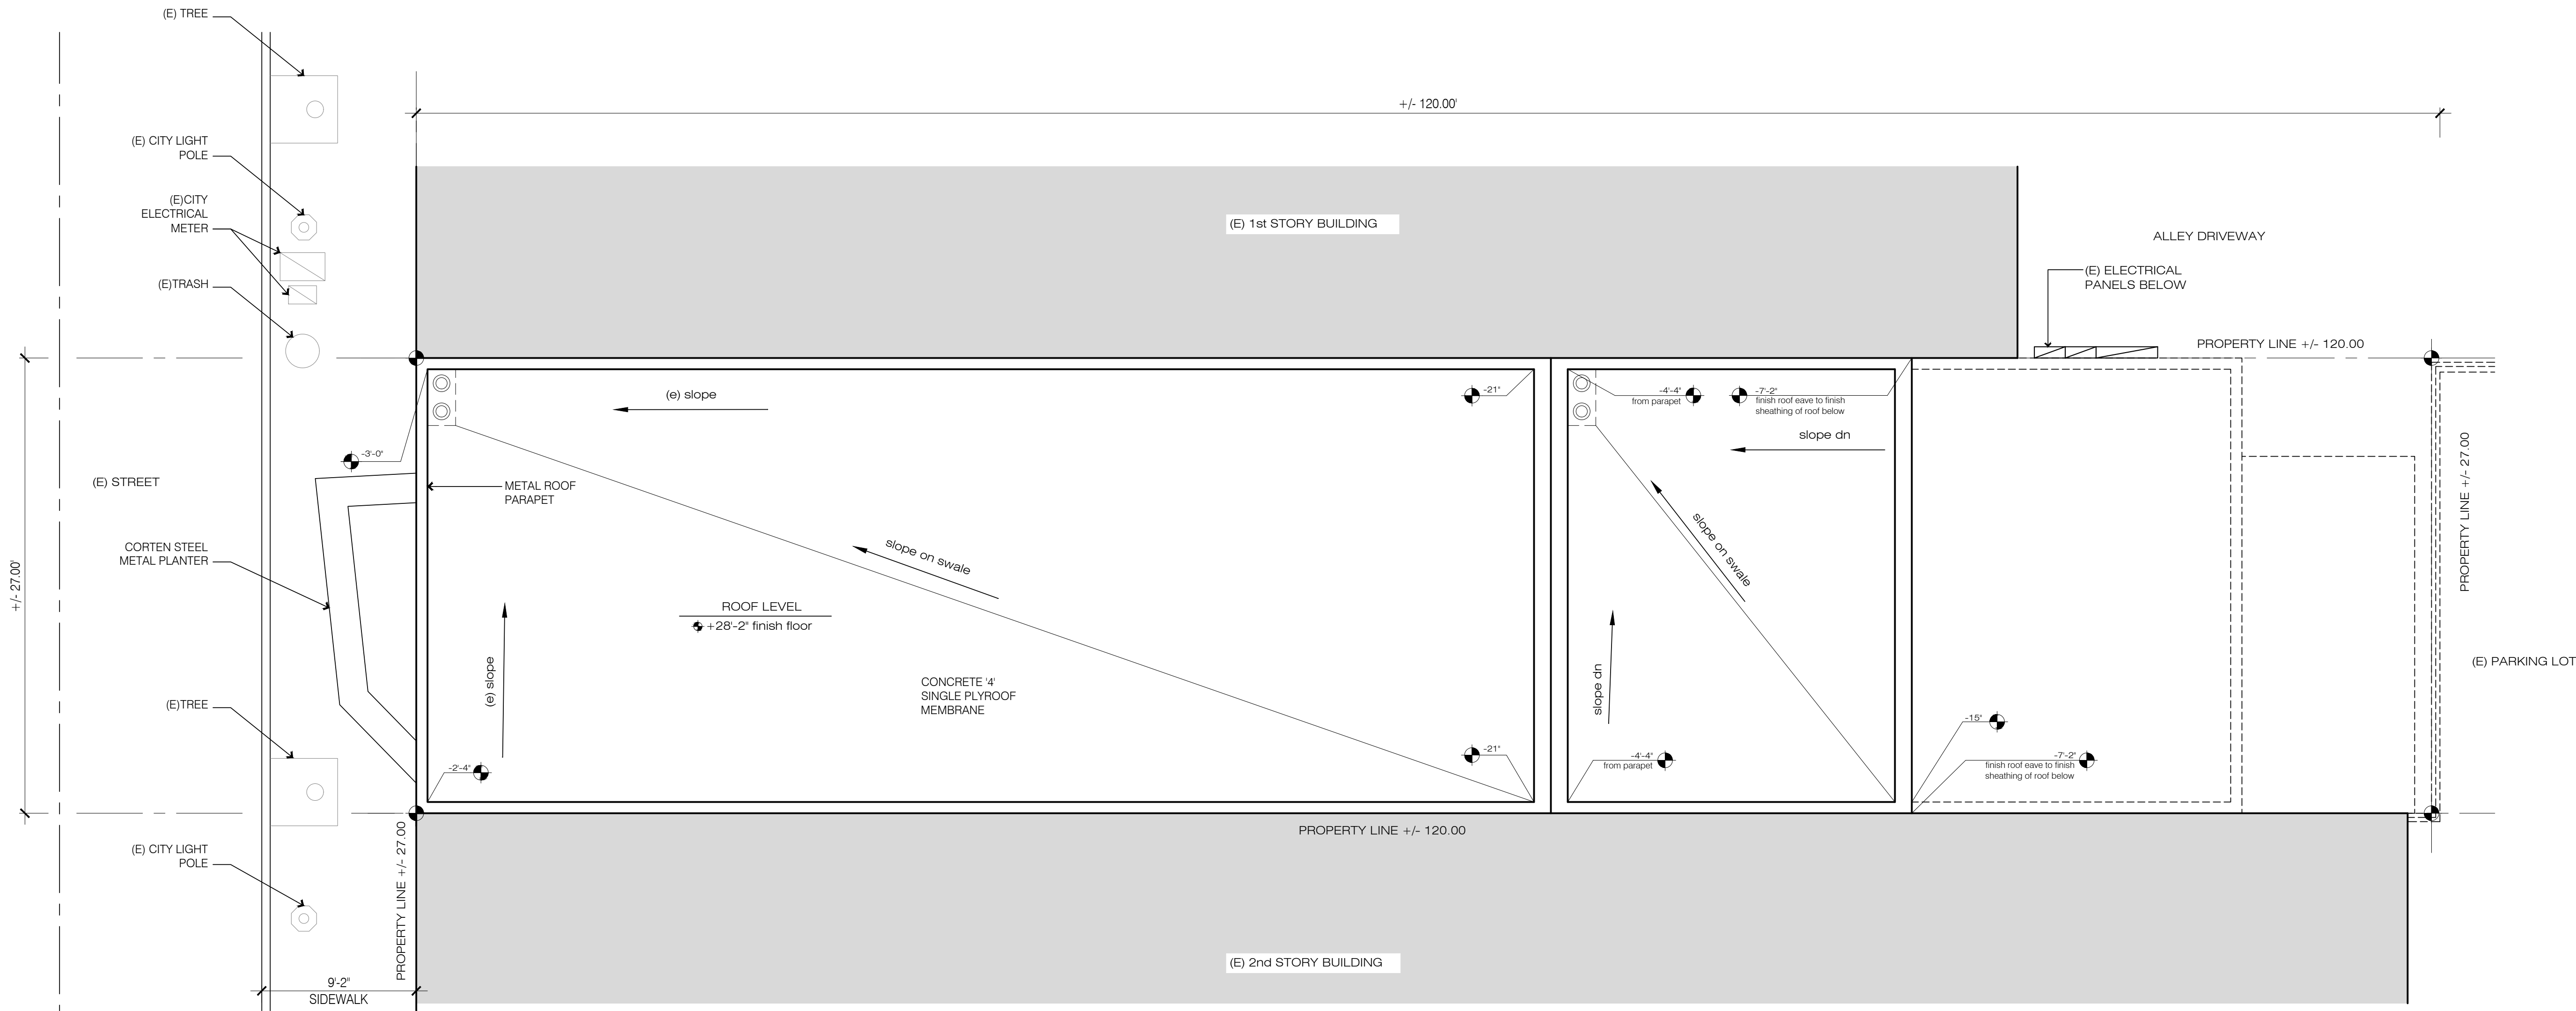 (E) TREE
+/- 120.00'
(E) CITY LIGHT
POLE
(E)CITY
ELECTRICAL
METER
(E)TRASH
(E) 1st STORY BUILDING
ALLEY DRIVEWAY
(E) ELECTRICAL
PANELS BELOW
PROPERTY LINE +/- 120.00
(e) slope
-21"
-4'-4"
from parapet
-7'-2"
finish roof eave to finish
sheathing of roof below
slope dn
-3'-0"
(E) STREET
METAL ROOF
PARAPET
PROPERTY LINE +/- 27.00
slope on swale
slope on swale
CORTEN STEEL
METAL PLANTER
+/- 27.00'
ROOF LEVEL
+28'-2" finish floor
(e) slope
CONCRETE '4'
SINGLE PLYROOF
MEMBRANE
slope dn
(E) PARKING LOT
(E)TREE
-15"
-2'-4"
-21"
-4'-4"
from parapet
-7'-2"
finish roof eave to finish
sheathing of roof below
PROPERTY LINE +/- 120.00
(E) CITY LIGHT
POLE
PROPERTY LINE +/- 27.00
(E) 2nd STORY BUILDING
9'-2"
SIDEWALK